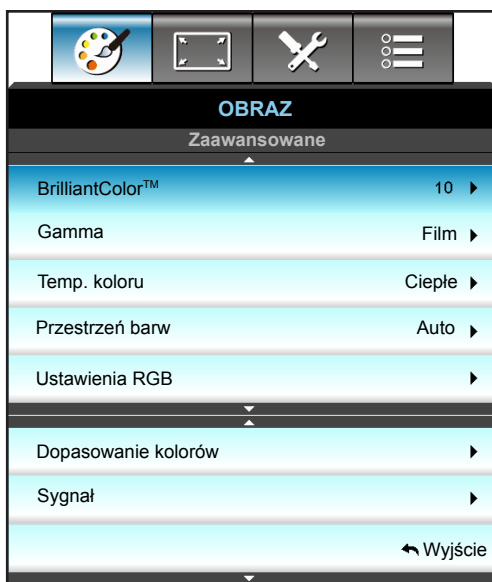 OBRAZ
Zaawansowane
BrilliantColor™ 10
Gamma Film
Temp. koloru Ciepłe
Przestrzeń barw Auto
Ustawienia RGB
Dopasowanie kolorów
Sygnał
Wyjście